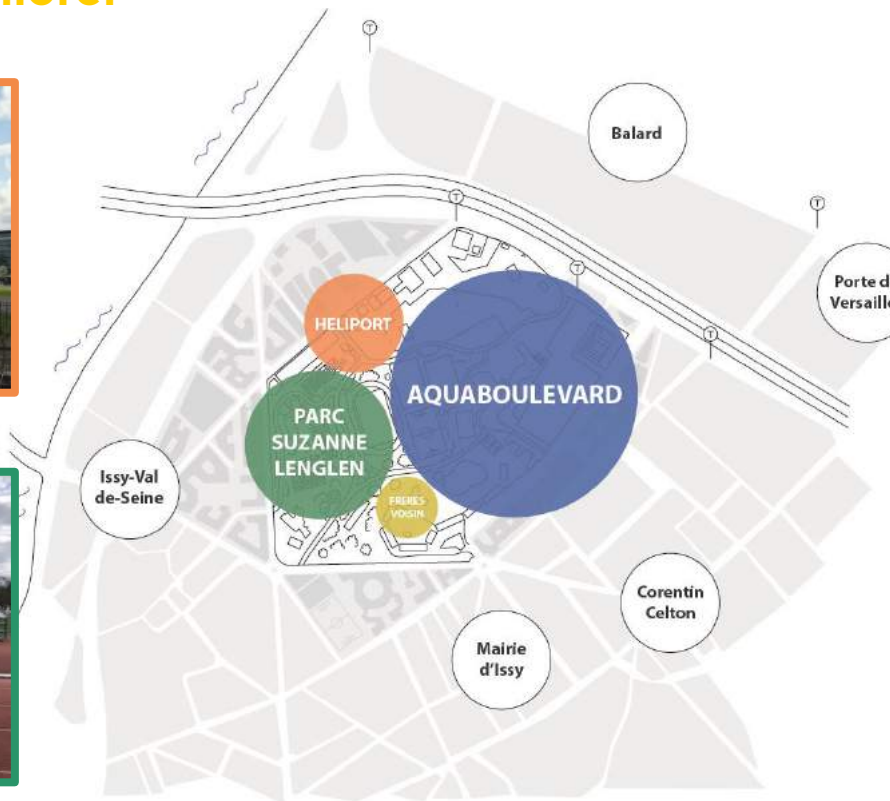 T
Balard
T
T
Porte d
Versaille
T
HELIPORT
T
AQUABOULEVARD
PARC
SUZANNE
LENGLEN
Issy-Val
de-Seine
FRERES
VOISIN
Corentin
Celton
Mairie
d'Issy